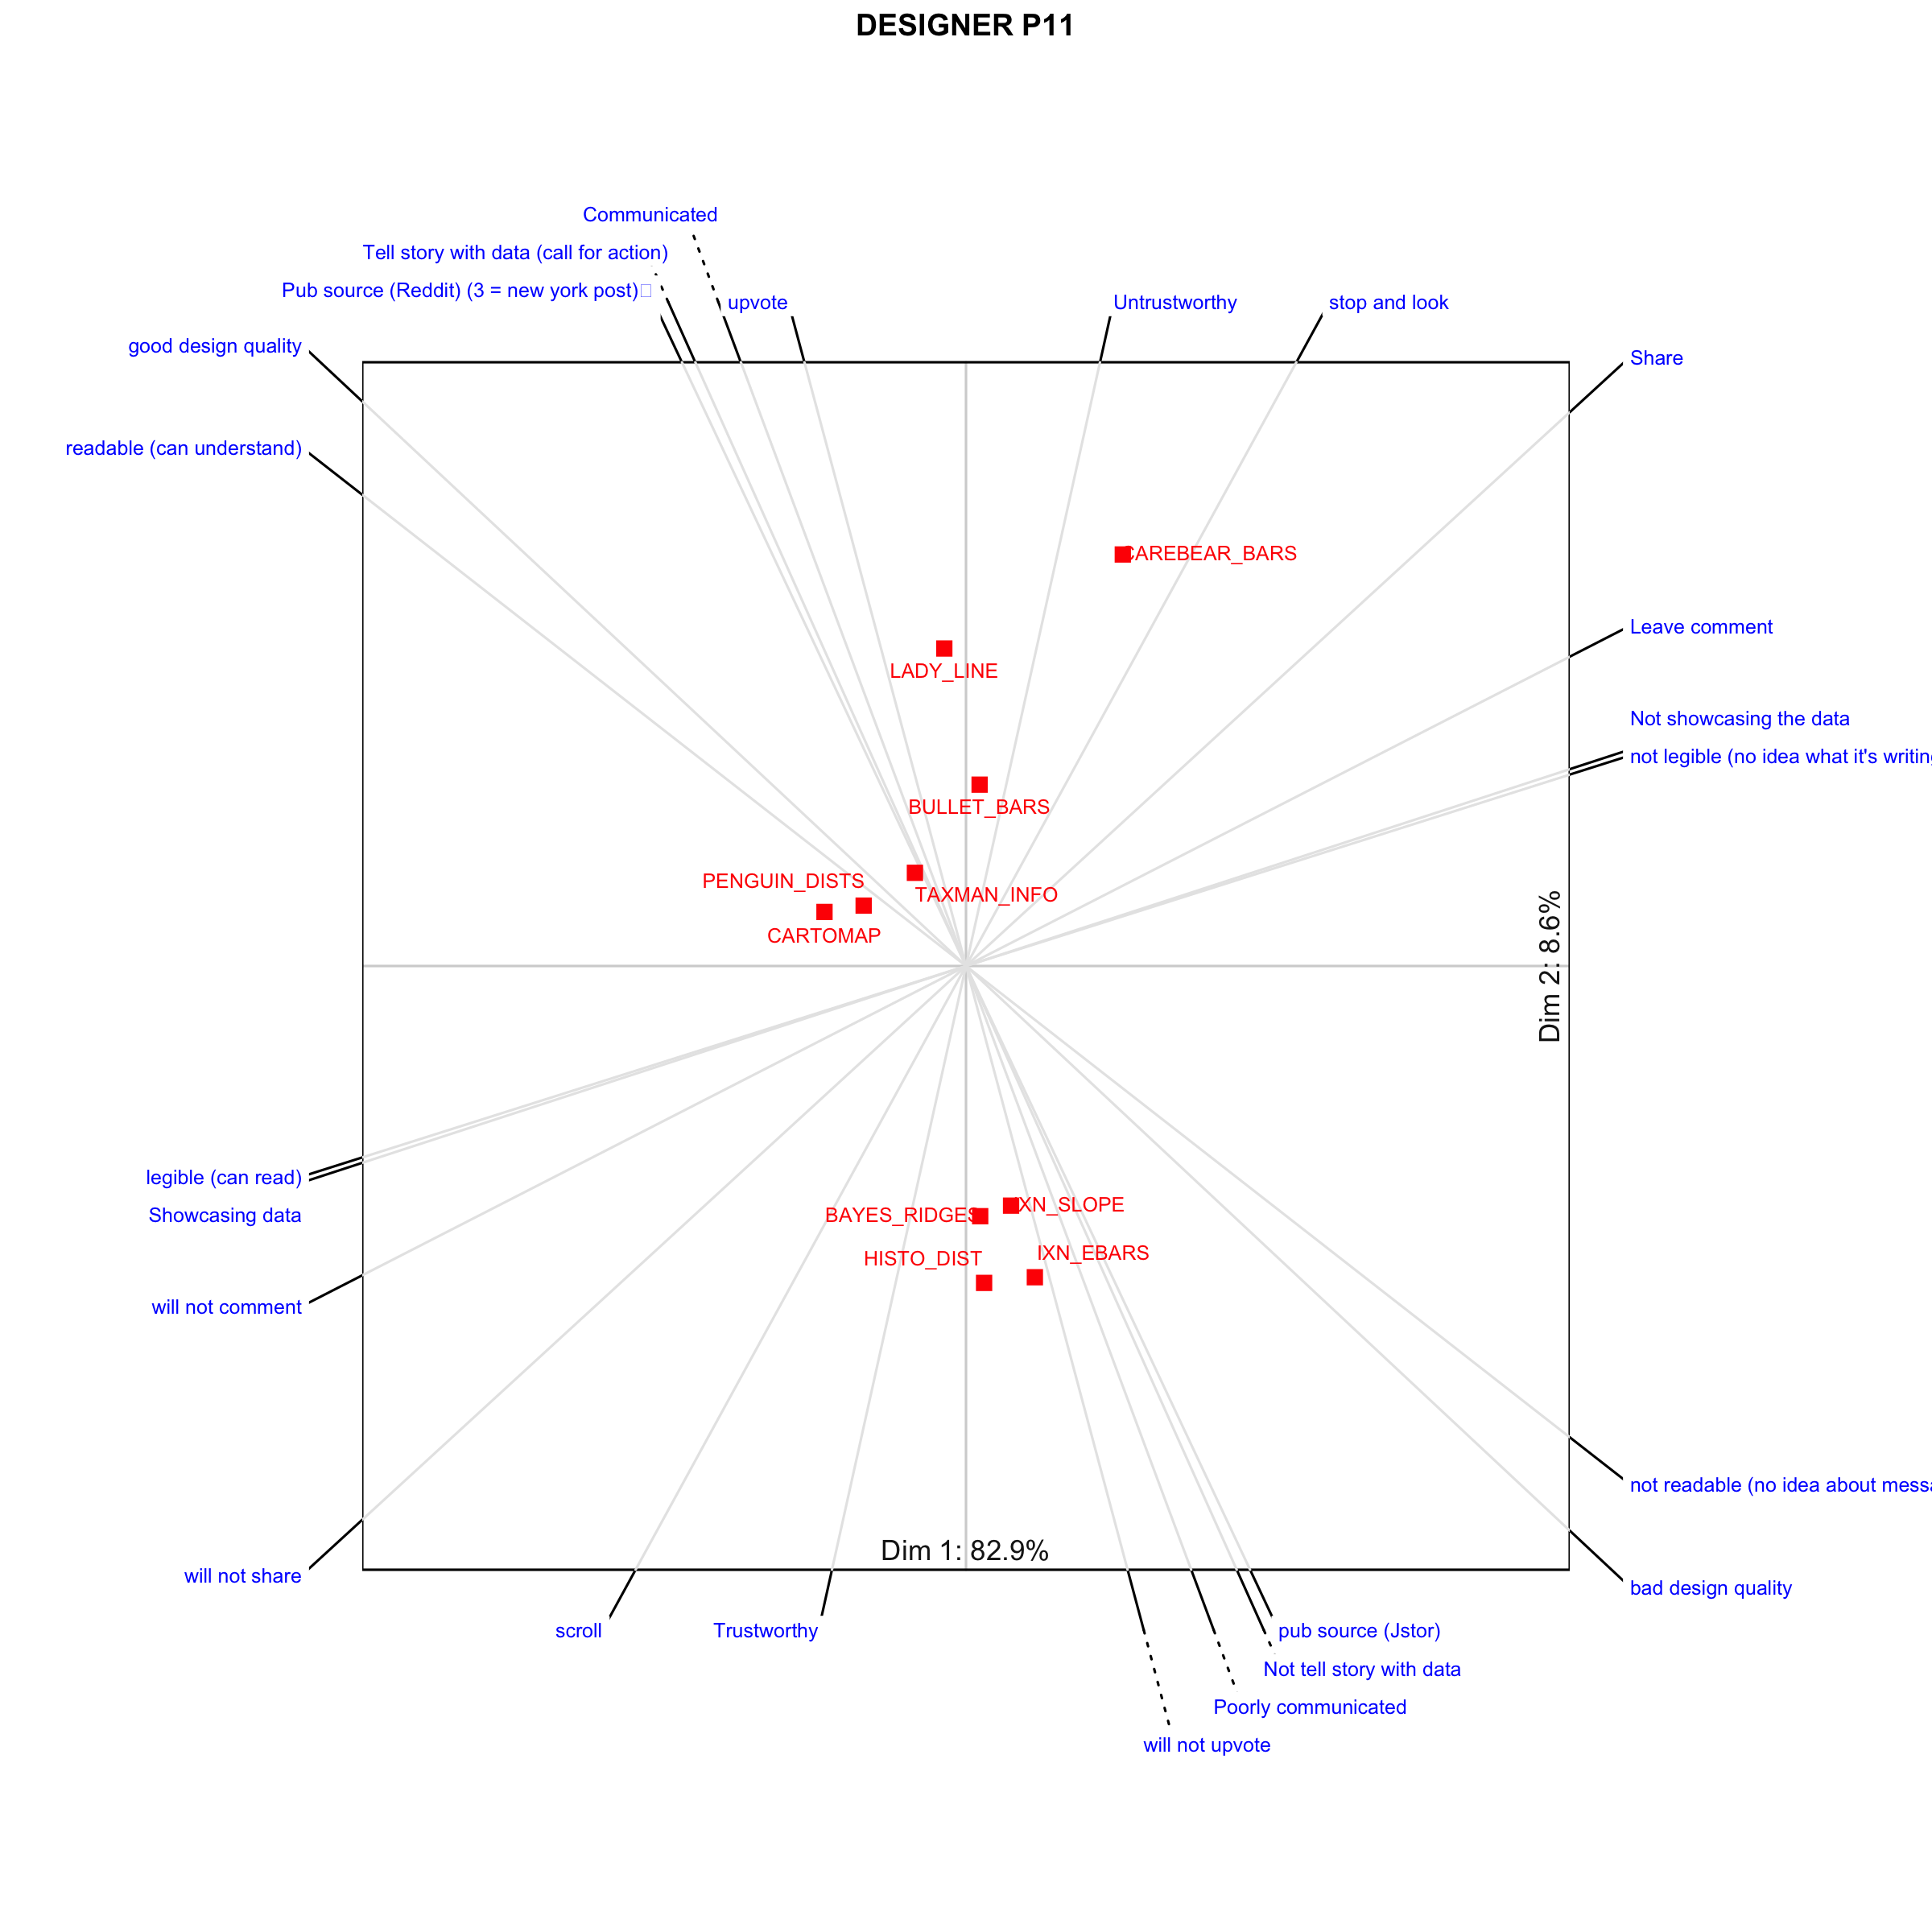 DESIGNER P11
Communicated
Tell story with data (call for action)
Pub source (Reddit) (3 = new york post)
upvote
Untrustworthy
stop and look
good design quality
Share
readable (can understand)
CAREBEAR_BARS
Leave comment
LADY_LINE
Not showcasing the data
not legible (no idea what it's writing
BULLET_BARS
PENGUIN_DISTS
TAXMAN_INFO
CARTOMAP
Dim 2: 8.6%
legible (can read)
Showcasing data
BAYES_RIDGES
IXN_SLOPE
HISTO_DIST
IXN_EBARS
will not comment
not readable (no idea about messa
Dim 1: 82.9%
will not share
bad design quality
scroll
Trustworthy
pub source (Jstor)
Not tell story with data
Poorly communicated
will not upvote